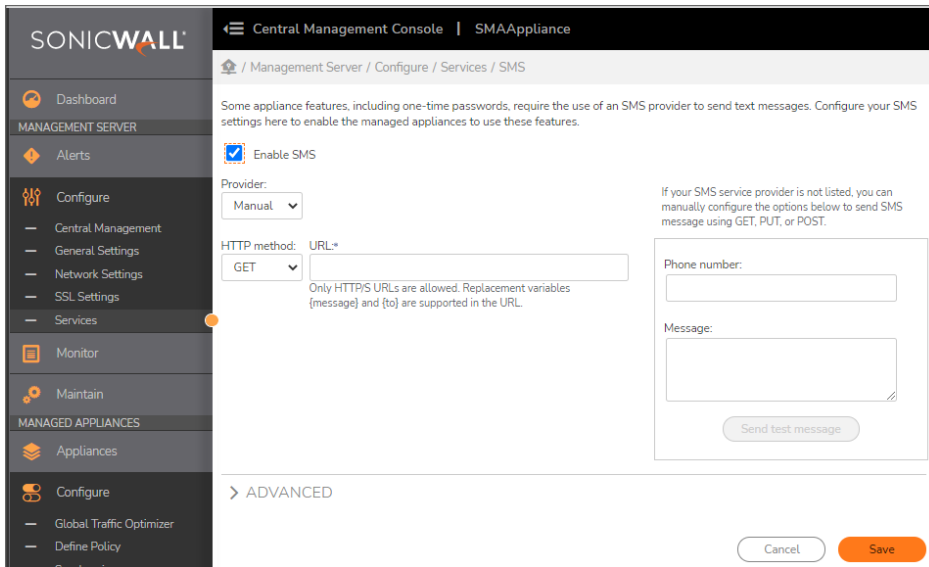 SONICWALL
Central Management Console | SMAAppliance
/ Management Server / Configure / Services / SMS
Dashboard
MANAGEMENT SERVER
Alerts
Configure
Central Management
General Settings
Network Settings
SSL Settings
Services
Monitor
Maintain
MANAGED APPLIANCES
Appliances
Configure
Global Traffic Optimizer
Define Policy
Some appliance features, including one-time passwords, require the use of an SMS provider to send text messages. Configure your SMS
settings here to enable the managed appliances to use these features.
Enable SMS
Provider:
Manual
HTTP method: URL:*
GET
Only HTTP/S URLs are allowed. Replacement variables
{message} and {to} are supported in the URL.
If your SMS service provider is not listed, you can
manually configure the options below to send SMS
message using GET, PUT, or POST.
Phone number:
Message:
Send test message
ADVANCED
Cancel
Save